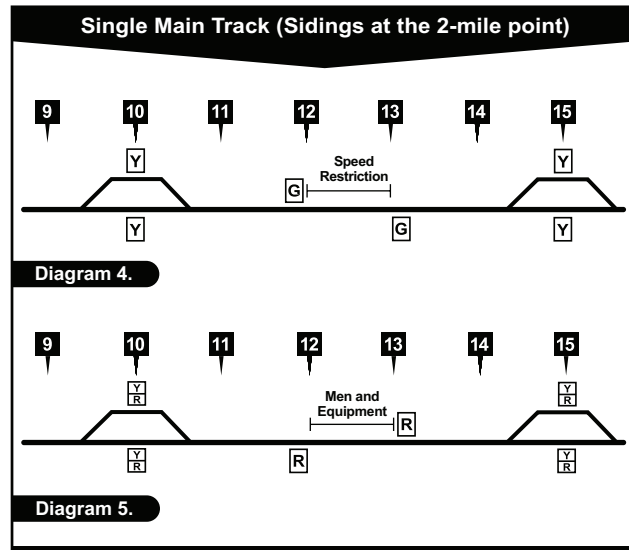 Single Main Track (Sidings at the 2-mile point)
9 10 11 12 13 14 15
Y Speed Y
Restriction
G
Y G Y
Diagram 4.
9 10 11 12 13 14 15
Y Men and Y
R Equipment R R
Y R Y
R R
Diagram 5.